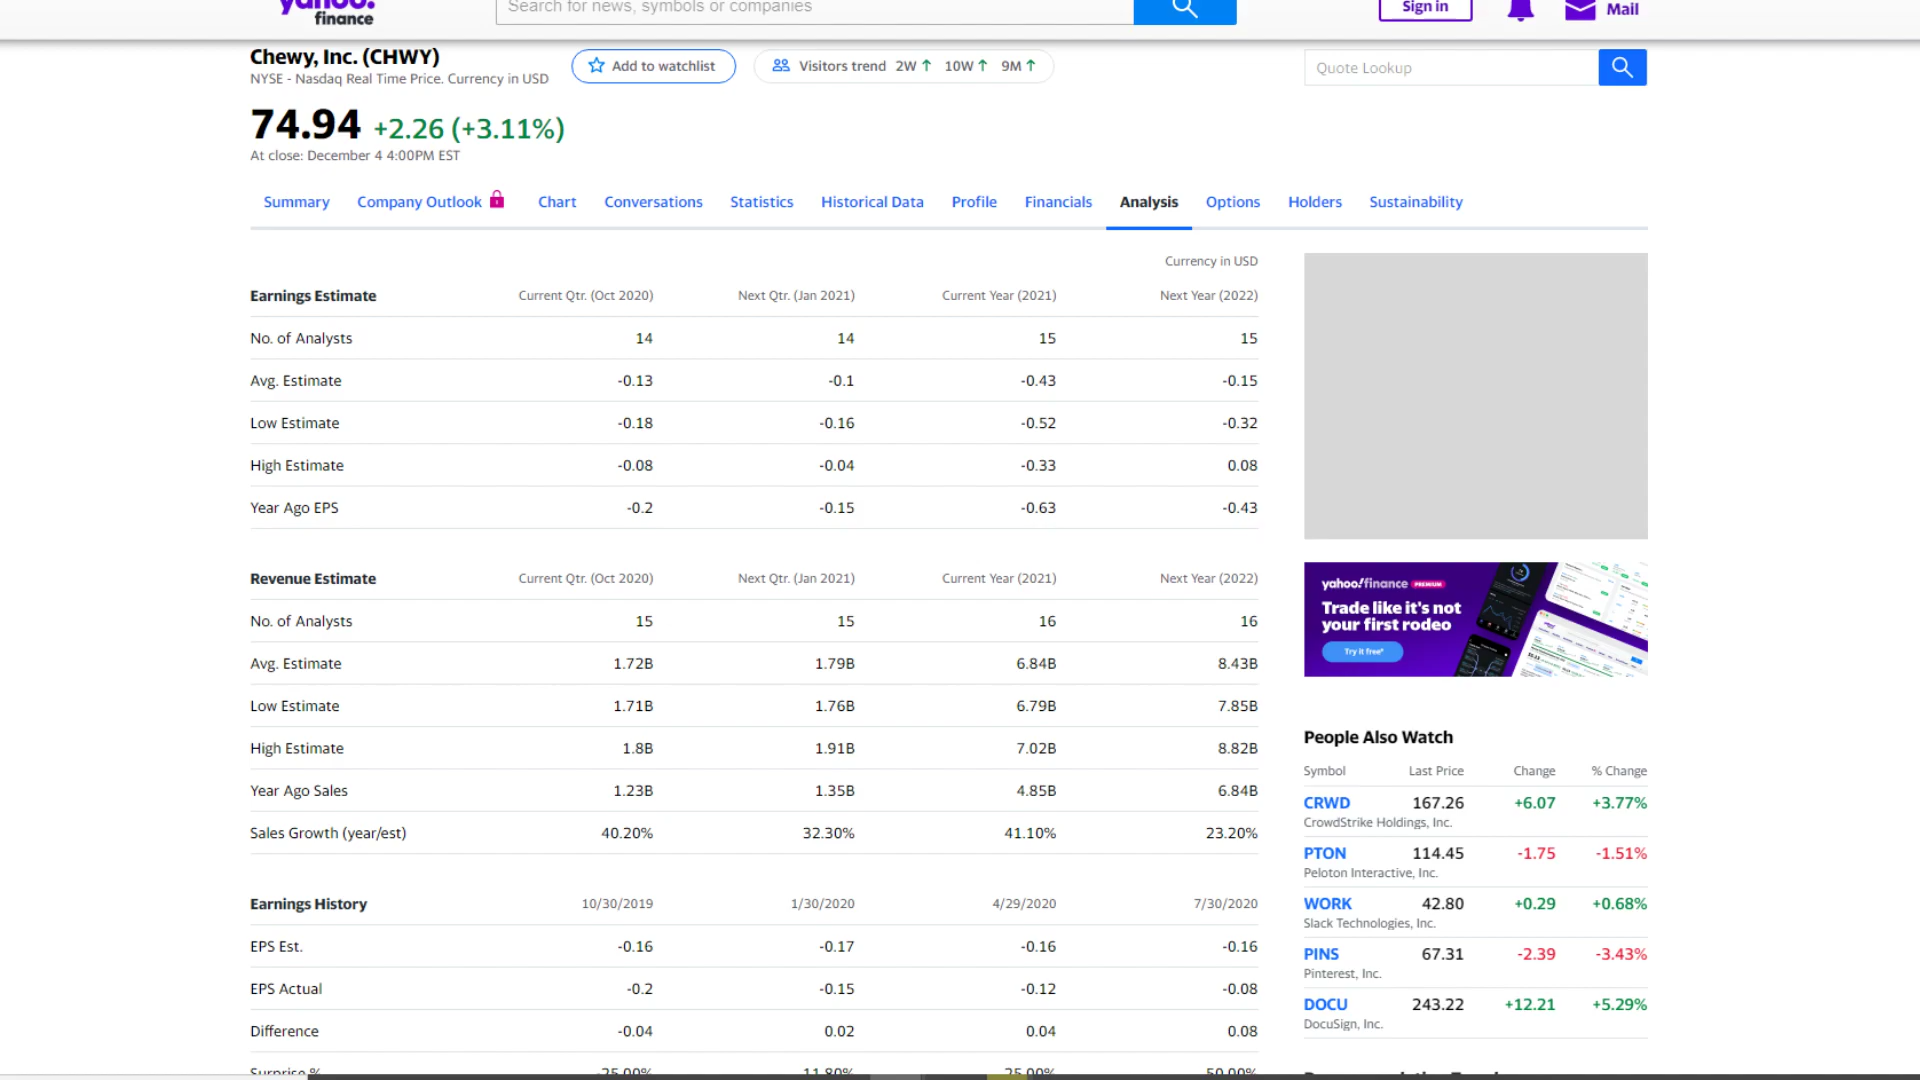 yahoo!
finance
Search for news, symbols or companies
Sign in
Mail
Chewy, Inc. (CHWY)
NYSE - Nasdaq Real Time Price. Currency in USD
Add to watchlist
Visitors trend 2W↑ 10W↑ 9M↑
Quote Lookup
74.94 +2.26 (+3.11%)
At close: December 4 4:00PM EST
Summary Company Outlook Chart Conversations Statistics Historical Data Profile Financials Analysis Options Holders Sustainability
Currency in USD
Earnings Estimate Current Qtr. (Oct 2020) Next Qtr. (Jan 2021) Current Year (2021) Next Year (2022)
No. of Analysts 14 14 15 15
Avg. Estimate -0.13 -0.1 -0.43 -0.15
Low Estimate -0.18 -0.16 -0.52 -0.32
High Estimate -0.08 -0.04 -0.33 0.08
Year Ago EPS -0.2 -0.15 -0.63 -0.43
Revenue Estimate Current Qtr. (Oct 2020) Next Qtr. (Jan 2021) Current Year (2021) Next Year (2022)
No. of Analysts 15 15 16 16
Avg. Estimate 1.72B 1.79B 6.84B 8.43B
Low Estimate 1.71B 1.76B 6.79B 7.85B
High Estimate 1.8B 1.91B 7.02B 8.82B
Year Ago Sales 1.23B 1.35B 4.85B 6.84B
Sales Growth (year/est) 40.20% 32.30% 41.10% 23.20%
Earnings History 10/30/2019 1/30/2020 4/29/2020 7/30/2020
EPS Est. -0.16 -0.17 -0.16 -0.16
EPS Actual -0.2 -0.15 -0.12 -0.08
Difference -0.04 0.02 0.04 0.08
Surprise % -25.00% 11.80% 25.00% 50.00%
yahoo!finance PREMIUM
Trade like it's not
your first rodeo
Try it free*
People Also Watch
Symbol Last Price Change % Change
CRWD 167.26 +6.07 +3.77%
CrowdStrike Holdings, Inc.
PTON 114.45 -1.75 -1.51%
Peloton Interactive, Inc.
WORK 42.80 +0.29 +0.68%
Slack Technologies, Inc.
PINS 67.31 -2.39 -3.43%
Pinterest, Inc.
DOCU 243.22 +12.21 +5.29%
DocuSign, Inc.